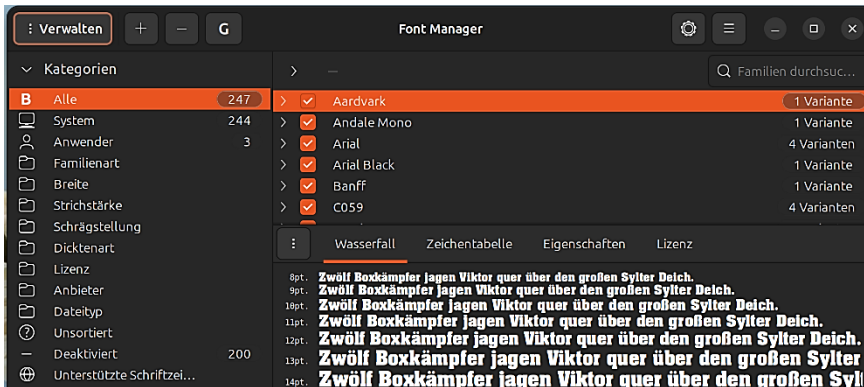 Verwalten
G
Font Manager
Kategorien
Familien durchsuc...
B Alle 247
System 244
Anwender 3
Familienart
Breite
Strichstärke
Schrägstellung
Dicktenart
Lizenz
Anbieter
Dateityp
Unsortiert
Deaktiviert 200
Unterstützte Schriftzei...
Aardvark 1 Variante
Andale Mono 1 Variante
Arial 4 Varianten
Arial Black 1 Variante
Banff 1 Variante
C059 4 Varianten
Wasserfall Zeichentabelle Eigenschaften Lizenz
8pt. Zwölf Boxkämpfer jagen Viktor quer über den großen Sylter Deich.
9pt. Zwölf Boxkämpfer jagen Viktor quer über den großen Sylter Deich.
10pt. Zwölf Boxkämpfer jagen Viktor quer über den großen Sylter Deich.
11pt. Zwölf Boxkämpfer jagen Viktor quer über den großen Sylter Deich.
12pt. Zwölf Boxkämpfer jagen Viktor quer über den großen Sylter Deich.
13pt. Zwölf Boxkämpfer jagen Viktor quer über den großen Sylter
14pt. Zwölf Boxkämpfer jagen Viktor quer über den großen Syl